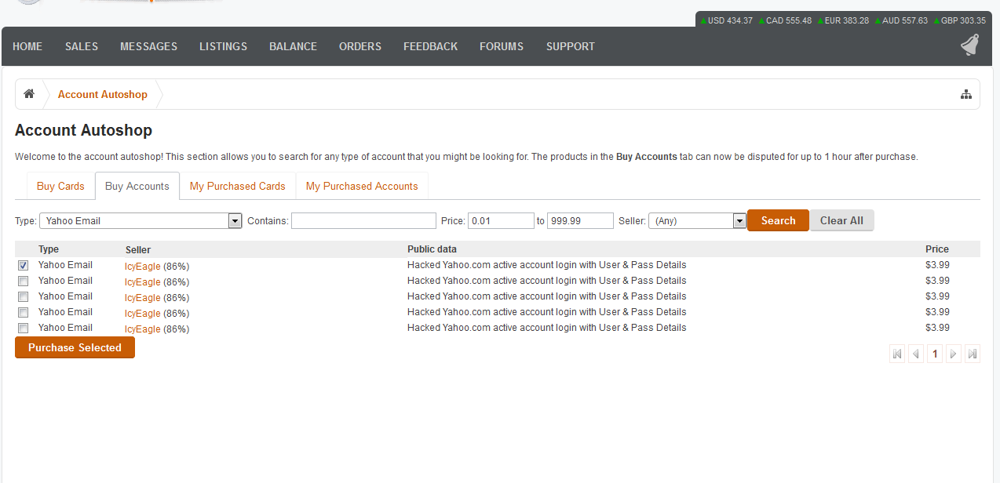 USD 434.37 CAD 555.48 EUR 383.28 AUD 557.63 GBP 303.35
HOME SALES MESSAGES LISTINGS BALANCE ORDERS FEEDBACK FORUMS SUPPORT
Account Autoshop
Account Autoshop
Welcome to the account autoshop! This section allows you to search for any type of account that you might be looking for. The products in the Buy Accounts tab can now be disputed for up to 1 hour after purchase.
Buy Cards Buy Accounts My Purchased Cards My Purchased Accounts
Type: Yahoo Email Contains: Price: 0.01 to 999.99 Seller: (Any) Search Clear All
Type Seller Public data Price
Yahoo Email IcyEagle (86%) Hacked Yahoo.com active account login with User & Pass Details $3.99
Yahoo Email IcyEagle (86%) Hacked Yahoo.com active account login with User & Pass Details $3.99
Yahoo Email IcyEagle (86%) Hacked Yahoo.com active account login with User & Pass Details $3.99
Yahoo Email IcyEagle (86%) Hacked Yahoo.com active account login with User & Pass Details $3.99
Yahoo Email IcyEagle (86%) Hacked Yahoo.com active account login with User & Pass Details $3.99
Purchase Selected
1